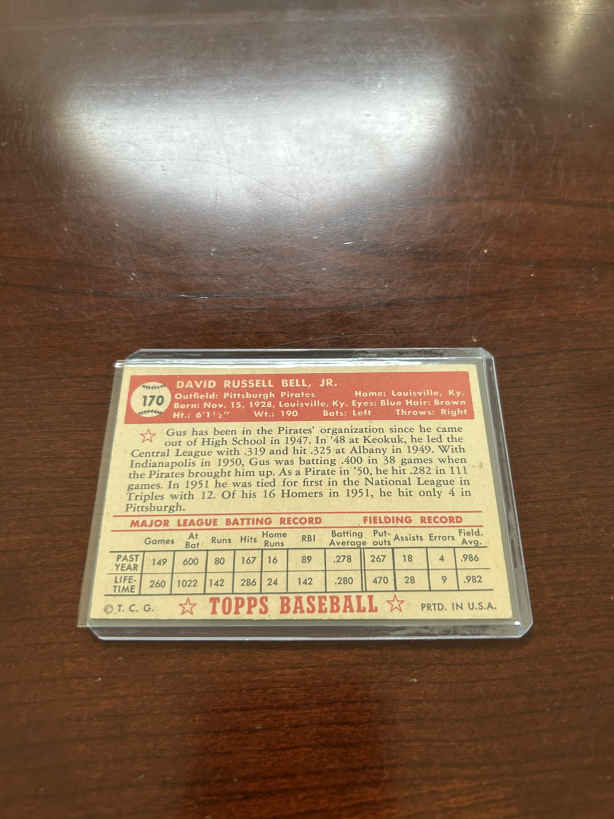 170
DAVID RUSSELL BELL, JR.
Outfield: Pittsburgh Pirates Home: Louisville, Ky.
Born: Nov. 15, 1928, Louisville, Ky. Eyes: Blue Hair: Brown
Ht.: 6'1½" Wt.: 190 Bats: Left Throws: Right
Gus has been in the Pirates' organization since he came
out of High School in 1947. In '48 at Keokuk, he led the
Central League with .319 and hit .325 at Albany in 1949. With
Indianapolis in 1950, Gus was batting .400 in 38 games when
the Pirates brought him up. As a Pirate in '50, he hit .282 in 111
games. In 1951 he was tied for first in the National League in
Triples with 12. Of his 16 Homers in 1951, he hit only 4 in
Pittsburgh.
MAJOR LEAGUE BATTING RECORD FIELDING RECORD
Games At Bat Runs Hits Home Runs RBI Batting Average Put-outs Assists Errors Field. Avg.
PAST YEAR 149 600 80 167 16 89 .278 267 18 4 .986
LIFE-TIME 260 1022 142 286 24 142 .280 470 28 9 .982
© T. C. G. TOPPS BASEBALL PRTD. IN U.S.A.